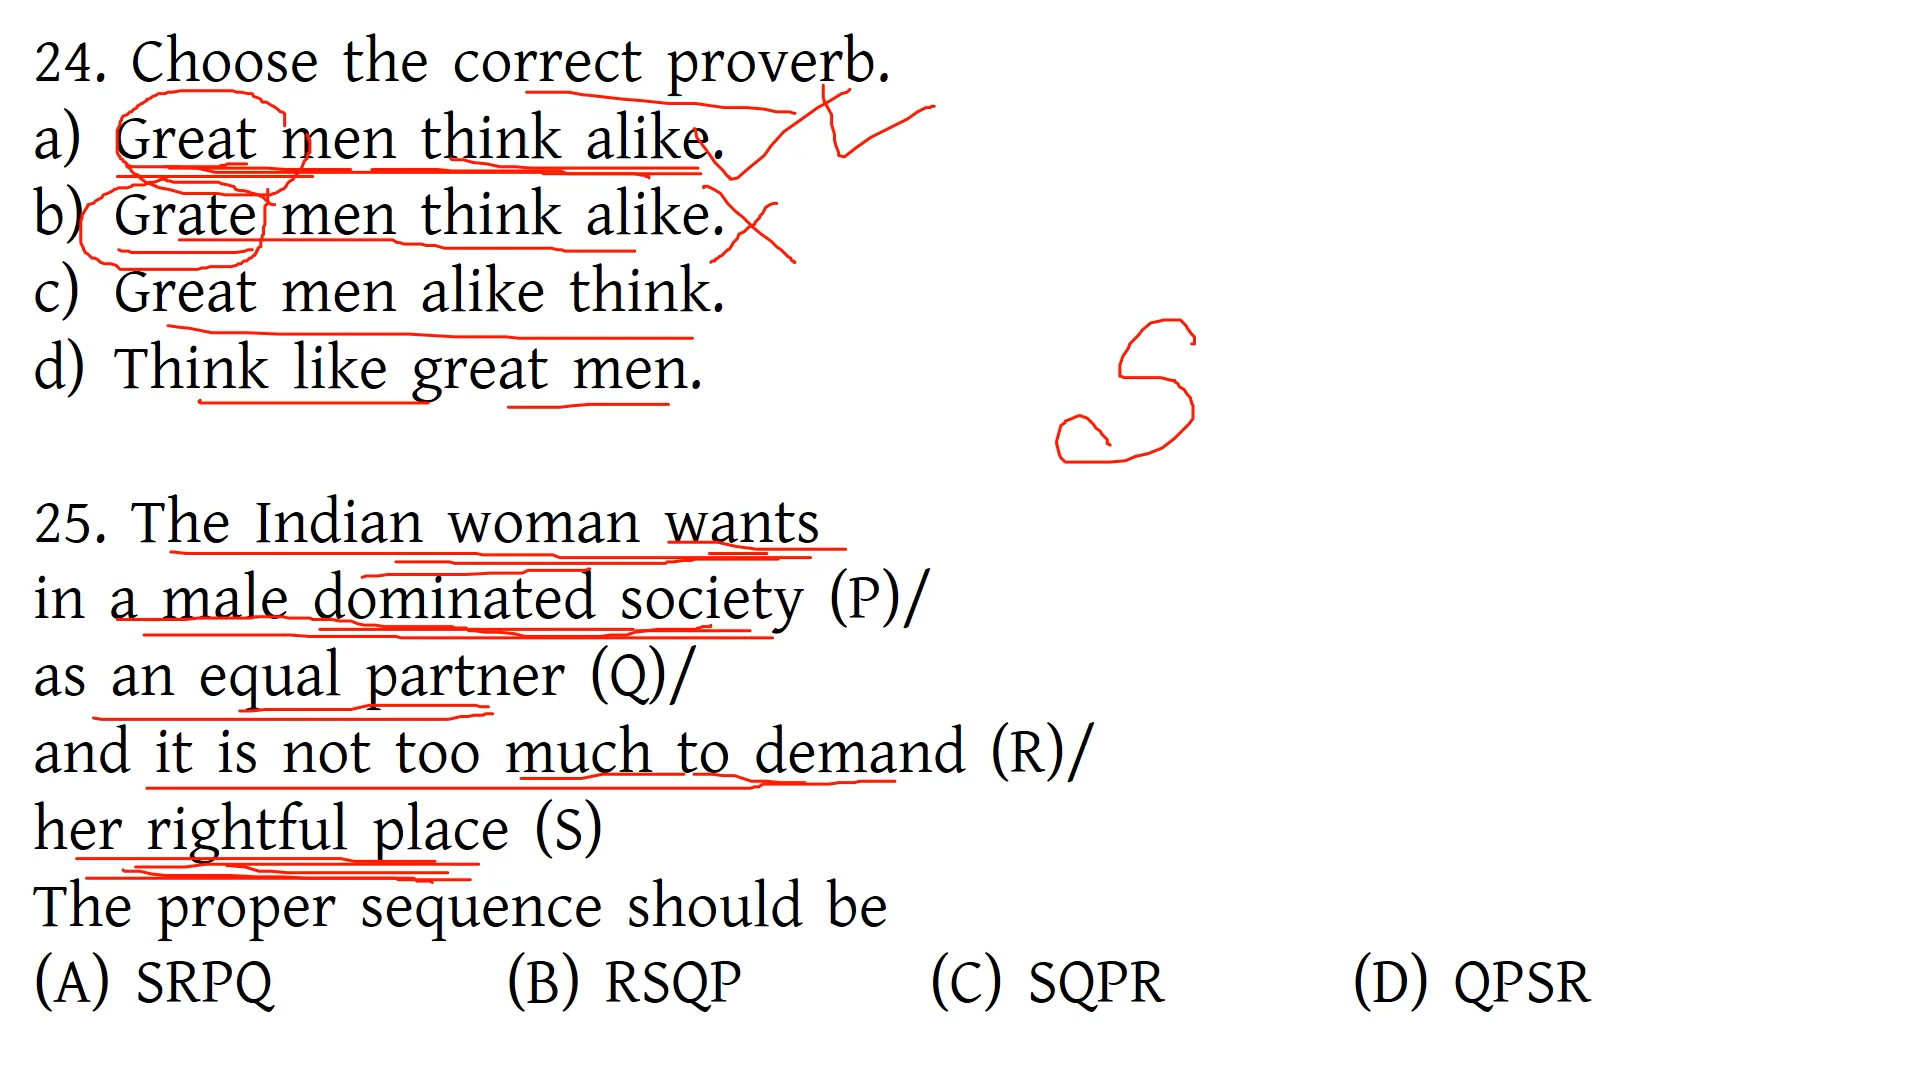 24. Choose the correct proverb.
a) Great men think alike.
b) Grate men think alike.
c) Great men alike think.
d) Think like great men.
S
25. The Indian woman wants
in a male dominated society (P)/
as an equal partner (Q)/
and it is not too much to demand (R)/
her rightful place (S)
The proper sequence should be
(A) SRPQ (B) RSQP (C) SQPR (D) QPSR